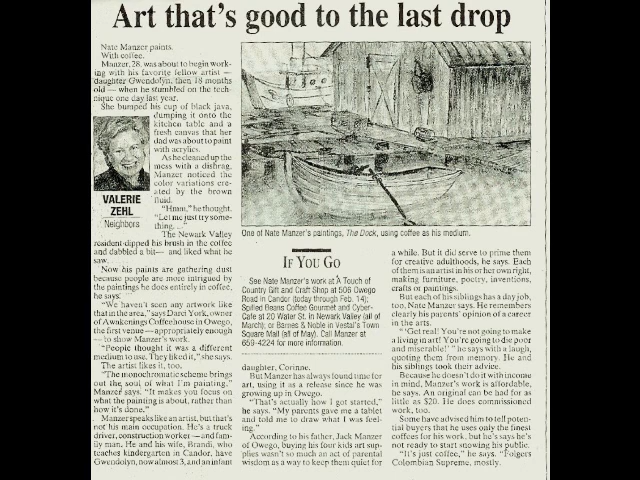 Art that's good to the last drop
Nate Manzer paints.
With coffee.
Manzer, 28, was about to begin work-
ing with his favorite fellow artist —
daughter Gwendolyn, then 18 months
old — when he stumbled on the tech-
nique one day last year.
She bumped his cup of black java,
dumping it onto the
kitchen table and a
fresh canvas that her
dad was about to paint
with acrylics.
As he cleaned up the
mess with a dishrag,
Manzer noticed the
color variations cre-
ated by the brown
fluid.
"Hmm," he thought.
"Let me just try some-
thing. . ."
The Newark Valley
resident dipped his brush in the coffee
and dabbled a bit — and liked what he
saw.
Now his paints are gathering dust
because people are more intrigued by
the paintings he does entirely in coffee,
he says.
"We haven't seen any artwork like
that in the area," says Darci York, owner
of Awakenings Coffeehouse in Owego,
the first venue — appropriately enough
— to show Manzer's work.
"People thought it was a different
medium to use. They liked it," she says.
The artist likes it, too.
"The monochromatic scheme brings
out the soul of what I'm painting,"
Manzer says. "It makes you focus on
what the painting is about, rather than
how it's done."
Manzer speaks like an artist, but that's
not his main occupation. He's a truck
driver, construction worker — and fam-
ily man. He and his wife, Brandi, who
teaches kindergarten in Candor, have
Gwendolyn, now almost 3, and an infant
VALERIE
ZEHL
Neighbors
One of Nate Manzer's paintings, The Dock, using coffee as his medium.
IF YOU GO
See Nate Manzer's work at A Touch of
Country Gift and Craft Shop at 506 Owego
Road in Candor (today through Feb. 14);
Spilled Beans Coffee Gourmet and Cyber-
Cafe at 20 Water St. in Newark Valley (all of
March); or Barnes & Noble in Vestal's Town
Square Mall (all of May). Call Manzer at
659-4224 for more information.
daughter, Corinne.
But Manzer has always found time for
art, using it as a release since he was
growing up in Owego.
"That's actually how I got started,"
he says. "My parents gave me a tablet
and told me to draw what I was feel-
ing."
According to his father, Jack Manzer
of Owego, buying his four kids art sup-
plies wasn't so much an act of parental
wisdom as a way to keep them quiet for
a while. But it did serve to prime them
for creative adulthoods, he says. Each
of them is an artist in his or her own right,
making furniture, poetry, inventions,
crafts or paintings.
But each of his siblings has a day job,
too, Nate Manzer says. He remembers
clearly his parents' opinion of a career
in the arts.
"'Get real! You're not going to make
a living in art! You're going to die poor
and miserable!'" he says with a laugh,
quoting them from memory. He and
his siblings took their advice.
Because he doesn't do it with income
in mind, Manzer's work is affordable,
he says. An original can be had for as
little as $20. He does commissioned
work, too.
Some have advised him to tell poten-
tial buyers that he uses only the finest
coffees for his work, but he's says he's
not ready to start snowing his public.
"It's just coffee," he says. "Folgers
Colombian Supreme, mostly.